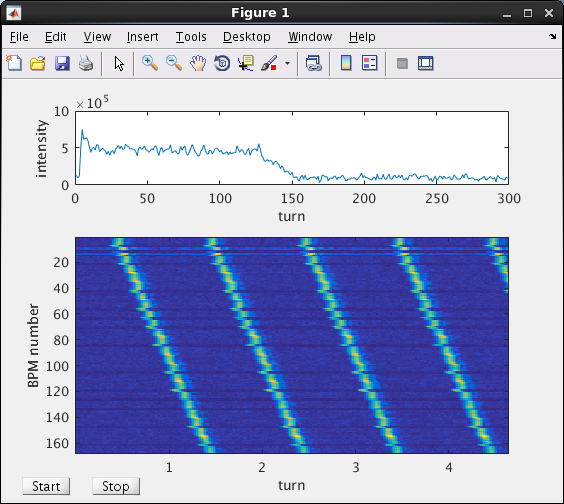 Figure 1
File Edit View Insert Tools Desktop Window Help
×10^5
10
5
0
intensity
0 50 100 150 200 250 300
turn
20
40
60
80
100
120
140
160
BPM number
1 2 3 4
turn
Start Stop